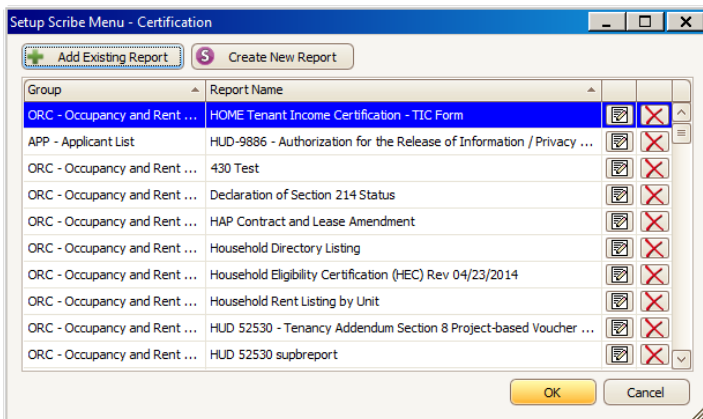 Setup Scribe Menu - Certification
Add Existing Report S Create New Report
Group Report Name
ORC - Occupancy and Rent ... HOME Tenant Income Certification - TIC Form
APP - Applicant List HUD-9886 - Authorization for the Release of Information / Privacy ...
ORC - Occupancy and Rent ... 430 Test
ORC - Occupancy and Rent ... Declaration of Section 214 Status
ORC - Occupancy and Rent ... HAP Contract and Lease Amendment
ORC - Occupancy and Rent ... Household Directory Listing
ORC - Occupancy and Rent ... Household Eligibility Certification (HEC) Rev 04/23/2014
ORC - Occupancy and Rent ... Household Rent Listing by Unit
ORC - Occupancy and Rent ... HUD 52530 - Tenancy Addendum Section 8 Project-based Voucher ...
ORC - Occupancy and Rent ... HUD 52530 supbreport
OK Cancel